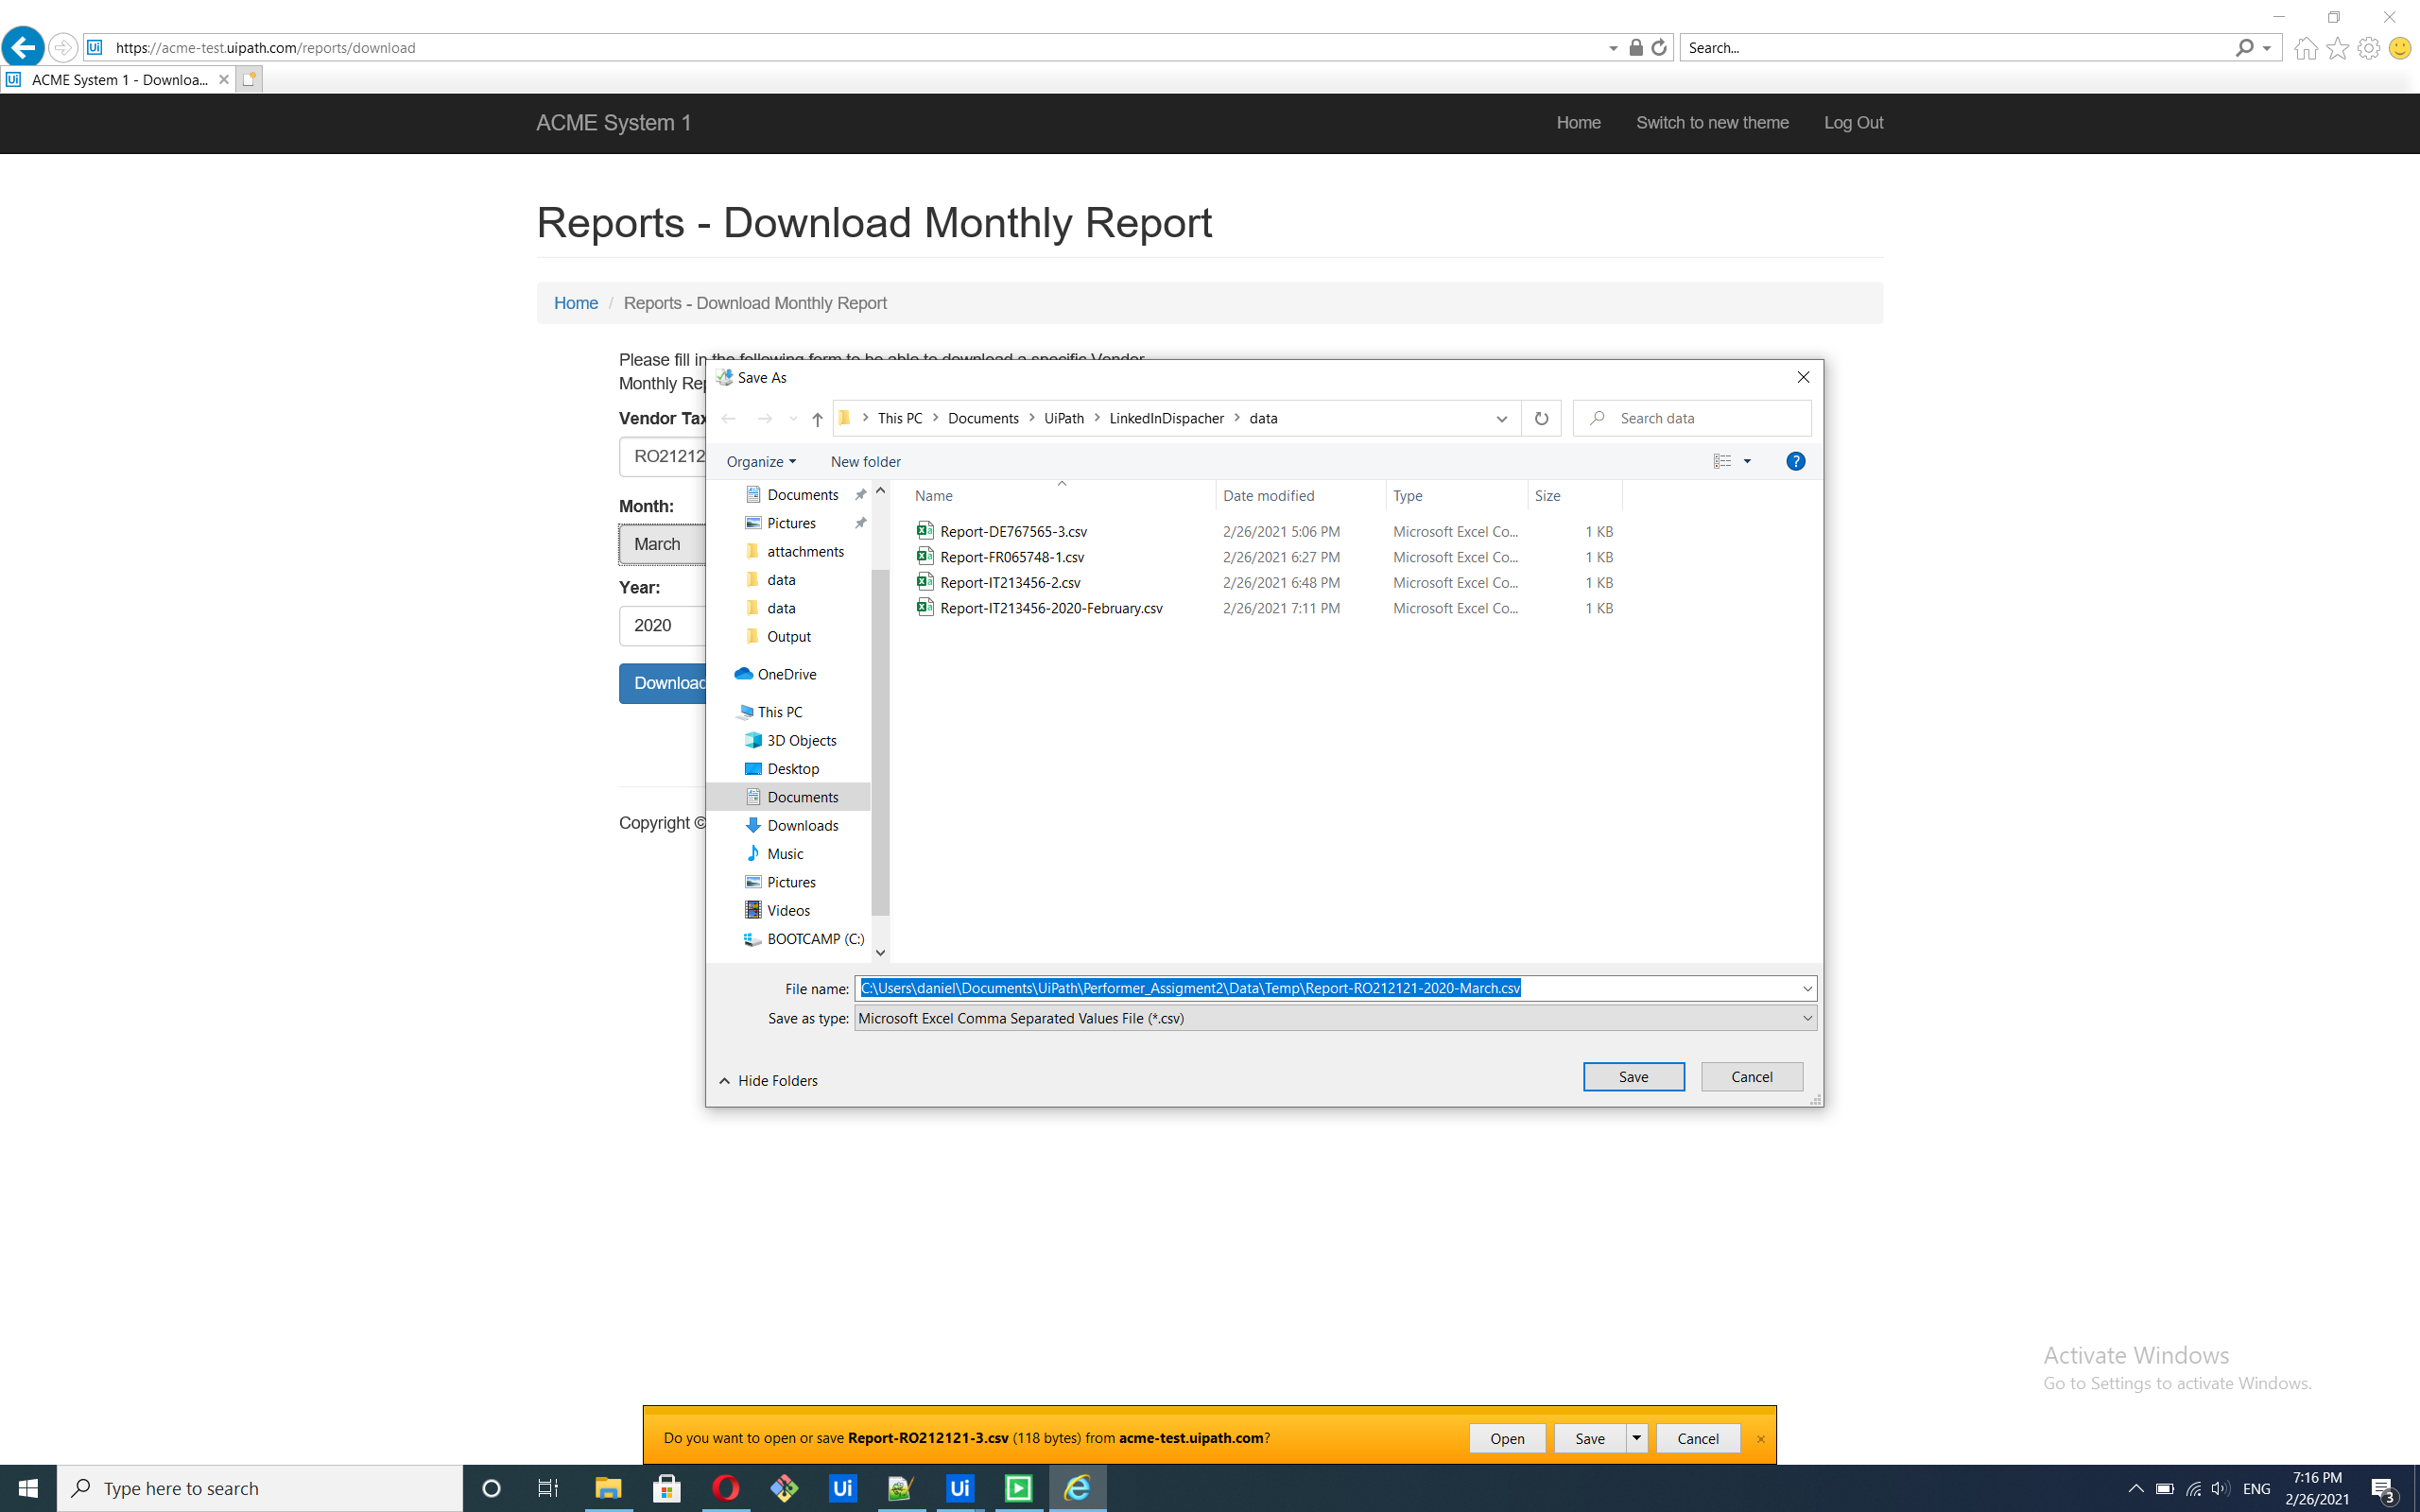 https://acme-test.uipath.com/reports/download
Search...
ACME System 1 - Downloa...
ACME System 1
Home
Switch to new theme
Log Out
Reports - Download Monthly Report
Home / Reports - Download Monthly Report
Please fill in the following form to be able to download a specific Vendor
Monthly Rep
Vendor Tax
RO21212
Month:
March
Year:
2020
Download
Copyright ©
Save As
This PC > Documents > UiPath > LinkedInDispacher > data
Search data
Organize
New folder
Documents
Pictures
attachments
data
data
Output
OneDrive
This PC
3D Objects
Desktop
Documents
Downloads
Music
Pictures
Videos
BOOTCAMP (C:)
Name Date modified Type Size
Report-DE767565-3.csv 2/26/2021 5:06 PM Microsoft Excel Co... 1 KB
Report-FR065748-1.csv 2/26/2021 6:27 PM Microsoft Excel Co... 1 KB
Report-IT213456-2.csv 2/26/2021 6:48 PM Microsoft Excel Co... 1 KB
Report-IT213456-2020-February.csv 2/26/2021 7:11 PM Microsoft Excel Co... 1 KB
File name: C:\Users\daniel\Documents\UiPath\Performer_Assigment2\Data\Temp\Report-RO212121-2020-March.csv
Save as type: Microsoft Excel Comma Separated Values File (*.csv)
Hide Folders
Save
Cancel
Activate Windows
Go to Settings to activate Windows.
Do you want to open or save Report-RO212121-3.csv (118 bytes) from acme-test.uipath.com?
Open
Save
Cancel
Type here to search
Ui
Ui
ENG
7:16 PM
2/26/2021
3